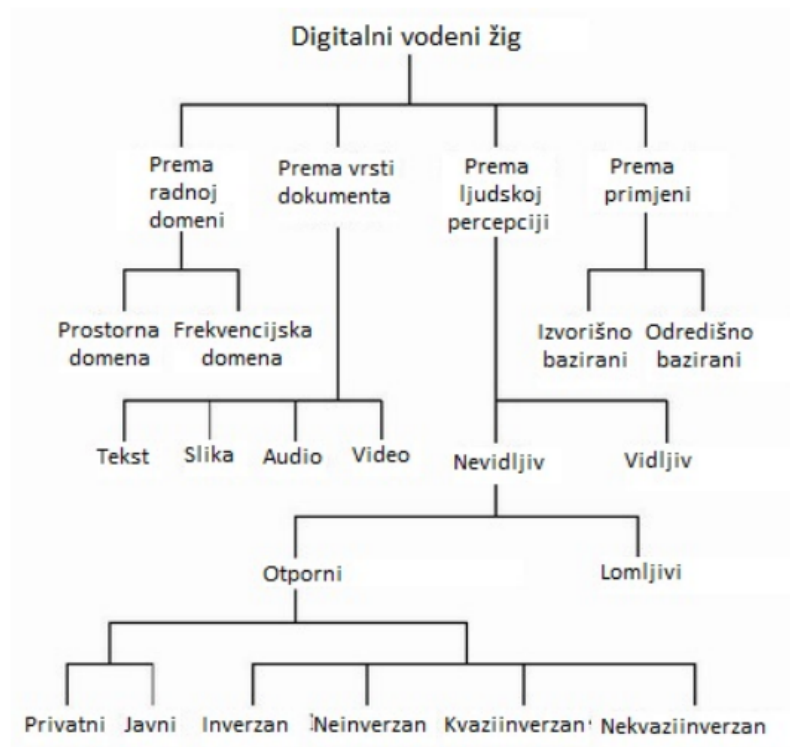 Digitalni vodeni žig
Prema
radnoj
domeni
Prema vrsti
dokumenta
Prema
ljudskoj
percepciji
Prema
primjeni
Prostorna
domena
Frekvencijska
domena
Izvorišno
bazirani
Odredišno
bazirani
Tekst
Slika
Audio
Video
Nevidljiv
Vidljiv
Otporni
Lomljivi
Privatni
Javni
Inverzan
Neinverzan
Kvaziinverzan
Nekvaziinverzan